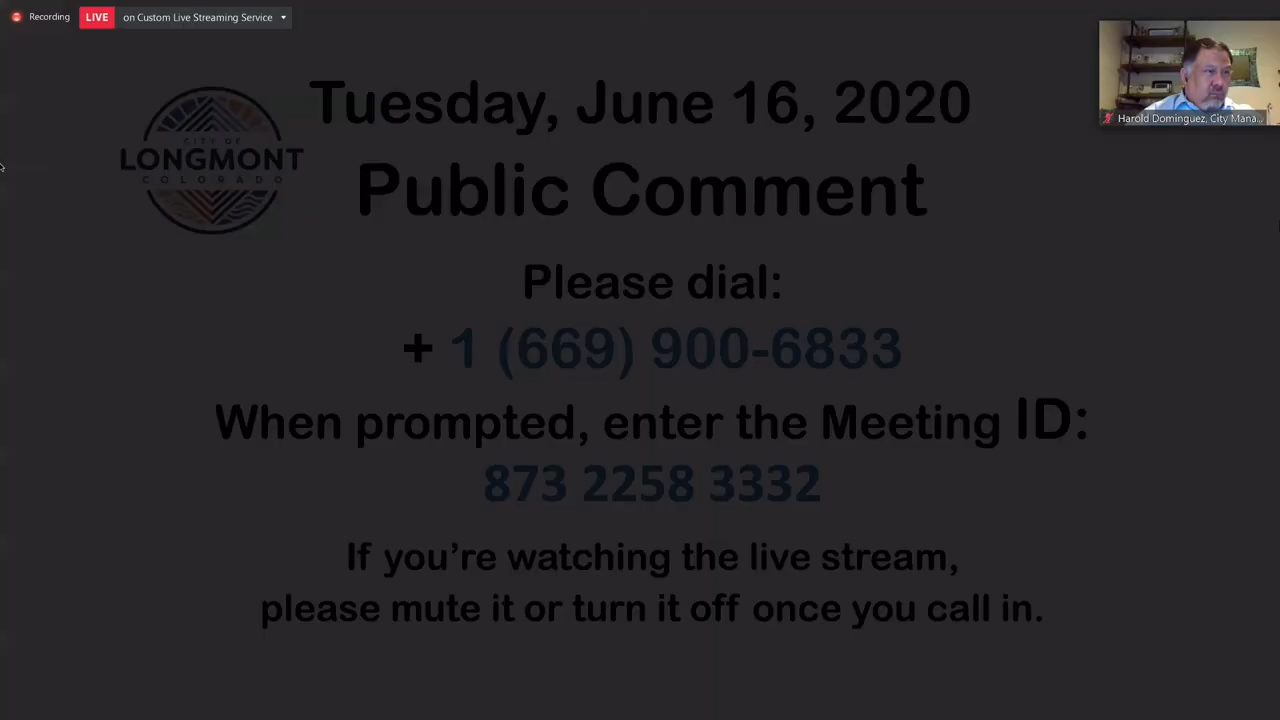 Recording
LIVE on Custom Live Streaming Service
Tuesday, June 16, 2020
CITY OF
LONGMONT
COLORADO
Public Comment
Please dial:
+ 1 (669) 900-6833
When prompted, enter the Meeting ID:
873 2258 3332
If you’re watching the live stream,
please mute it or turn it off once you call in.
Harold Dominguez, City Mana...